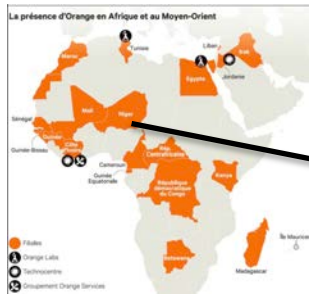 La présence d'Orange en Afrique et au Moyen-Orient
Tunisie
Maroc
Liban
Irak
Egypte
Jordanie
Mali
Niger
Sénégal
Guinée
Côte
Guinée-Bissau
Cameroun
Guinée
Equatoriale
Rép.
Centrafricaine
République
Démocratique
du Congo
Kenya
Île Maurice
Botswana
Madagascar
Filiales
Orange Labs
Technocentre
Groupement Orange Services